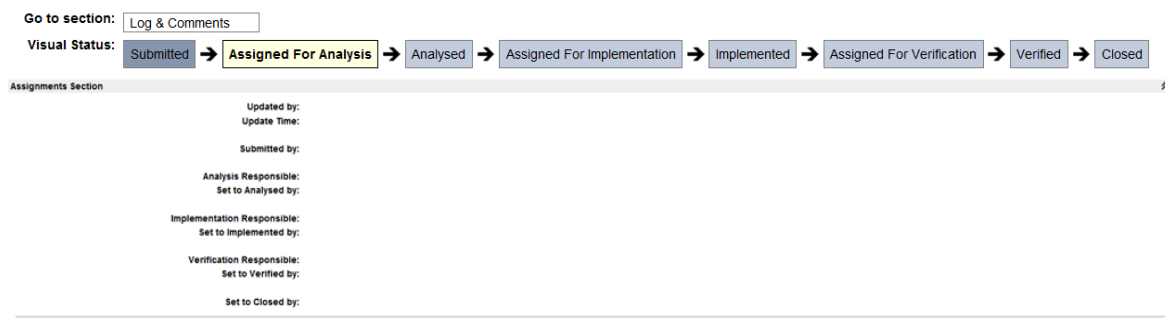 Go to section: Log & Comments
Visual Status: Submitted → Assigned For Analysis → Analysed → Assigned For Implementation → Implemented → Assigned For Verification → Verified → Closed
Assignments Section
Updated by:
Update Time:
Submitted by:
Analysis Responsible:
Set to Analysed by:
Implementation Responsible:
Set to Implemented by:
Verification Responsible:
Set to Verified by:
Set to Closed by: